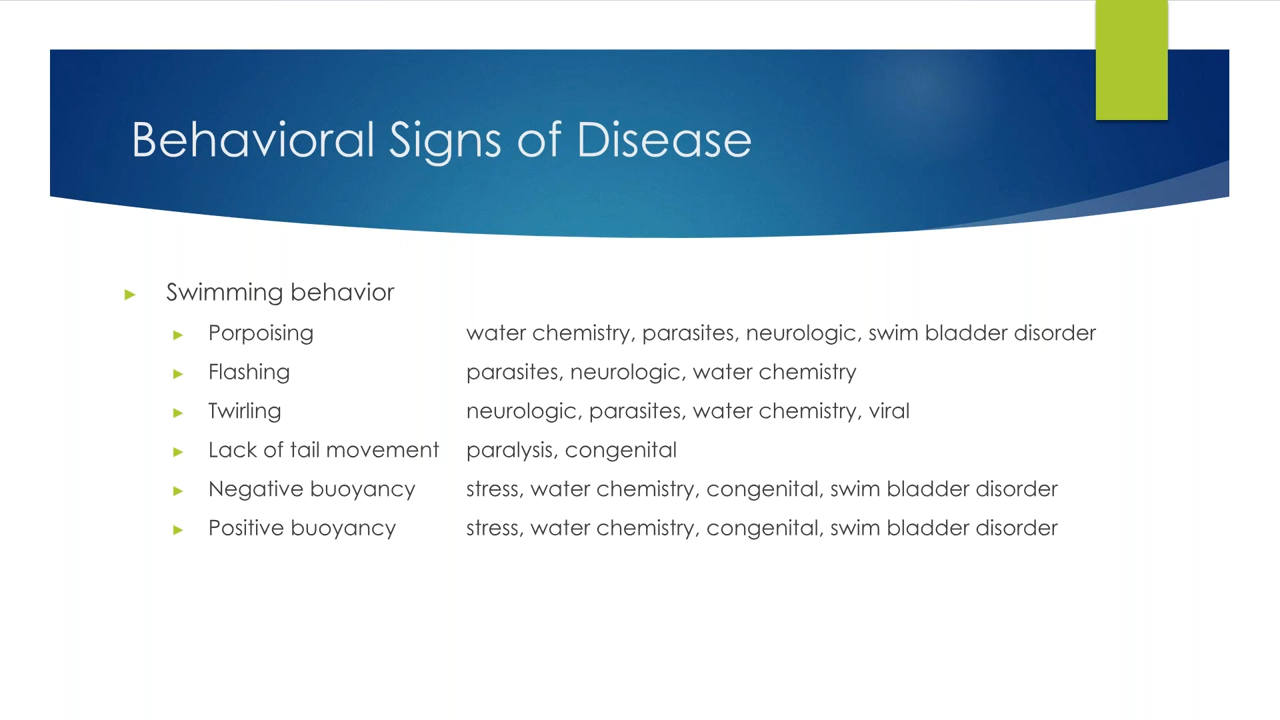 Behavioral Signs of Disease
Swimming behavior
Porpoising water chemistry, parasites, neurologic, swim bladder disorder
Flashing parasites, neurologic, water chemistry
Twirling neurologic, parasites, water chemistry, viral
Lack of tail movement paralysis, congenital
Negative buoyancy stress, water chemistry, congenital, swim bladder disorder
Positive buoyancy stress, water chemistry, congenital, swim bladder disorder